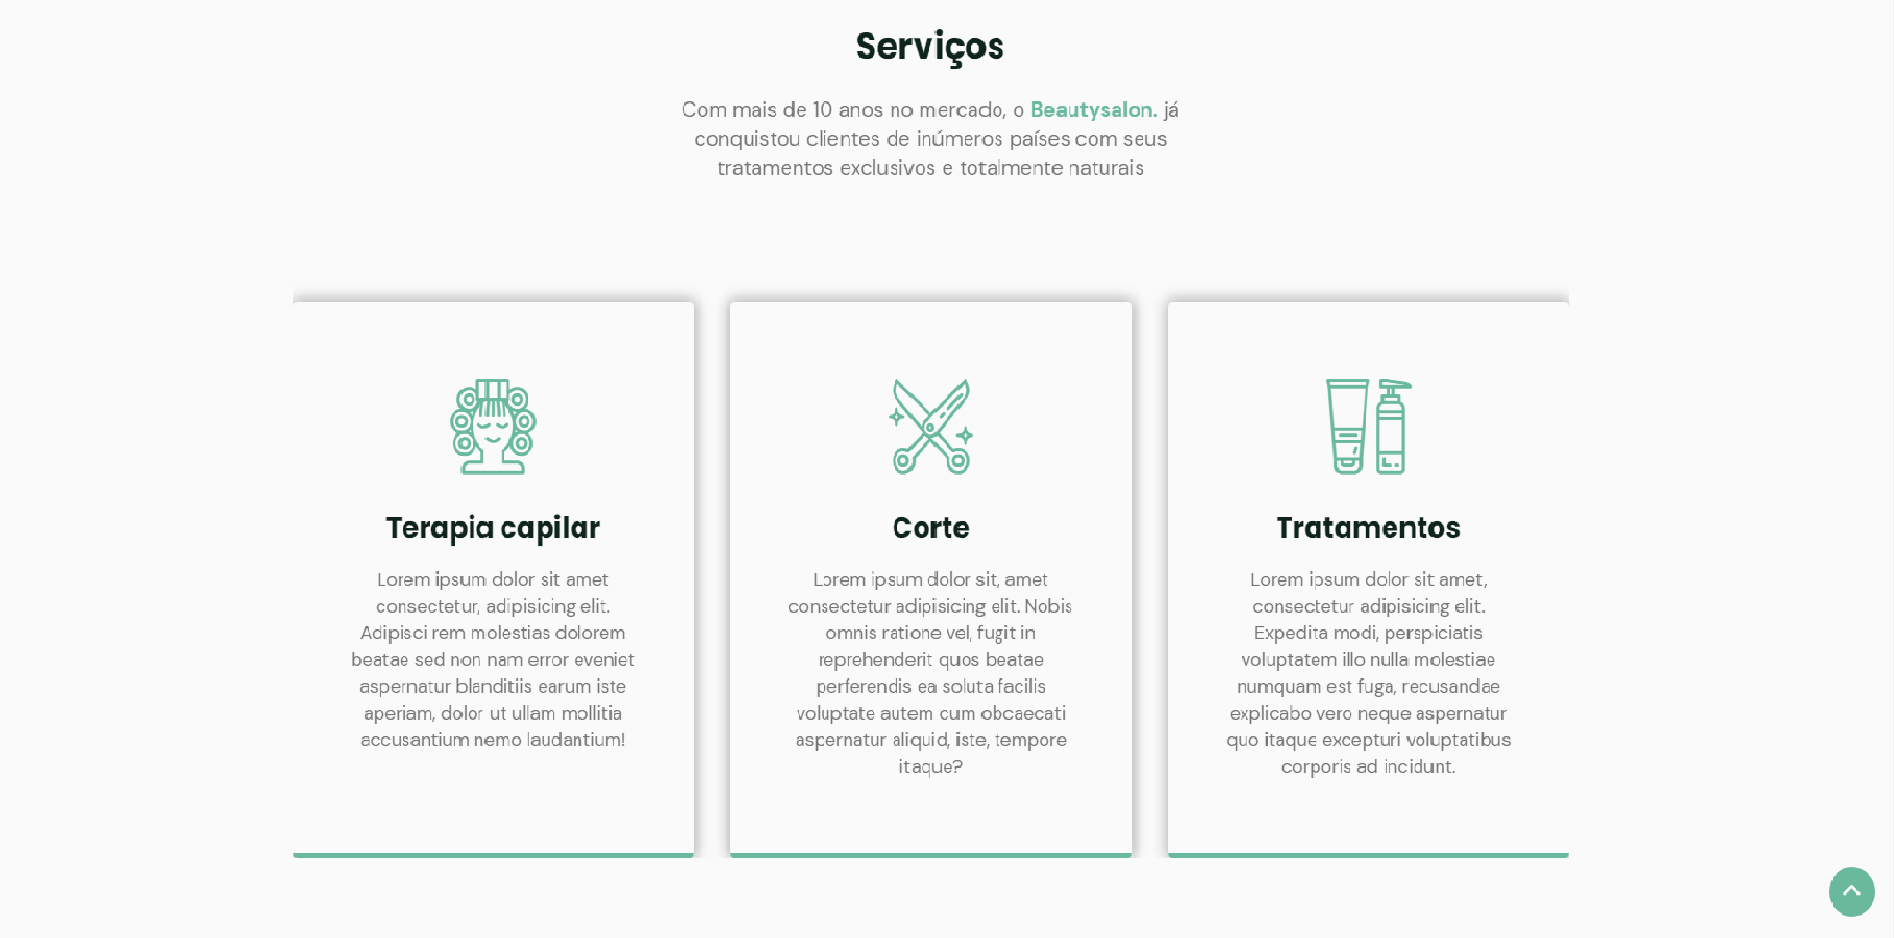 Serviços
Com mais de 10 anos no mercado, o Beautysalon. já
conquistou clientes de inúmeros países com seus
tratamentos exclusivos e totalmente naturais
Terapia capilar
Lorem ipsum dolor sit amet
consectetur, adipisicing elit.
Adipisci rem molestias dolorem
beatae sed non nam error eveniet
aspernatur blanditiis earum iste
aperiam, dolor ut ullam mollitia
accusantium nemo laudantium!
Corte
Lorem ipsum dolor sit, amet
consectetur adipisicing elit. Nobis
omnis ratione vel, fugit in
reprehenderit quos beatae
perferendis ea soluta facilis
voluptate autem cum obcaecati
aspernatur aliquid, iste, tempore
itaque?
Tratamentos
Lorem ipsum dolor sit amet,
consectetur adipisicing elit.
Expedita modi, perspiciatis
voluptatem illo nulla molestiae
numquam est fuga, recusandae
explicabo vero neque aspernatur
quo itaque excepturi voluptatibus
corporis ad incidunt.